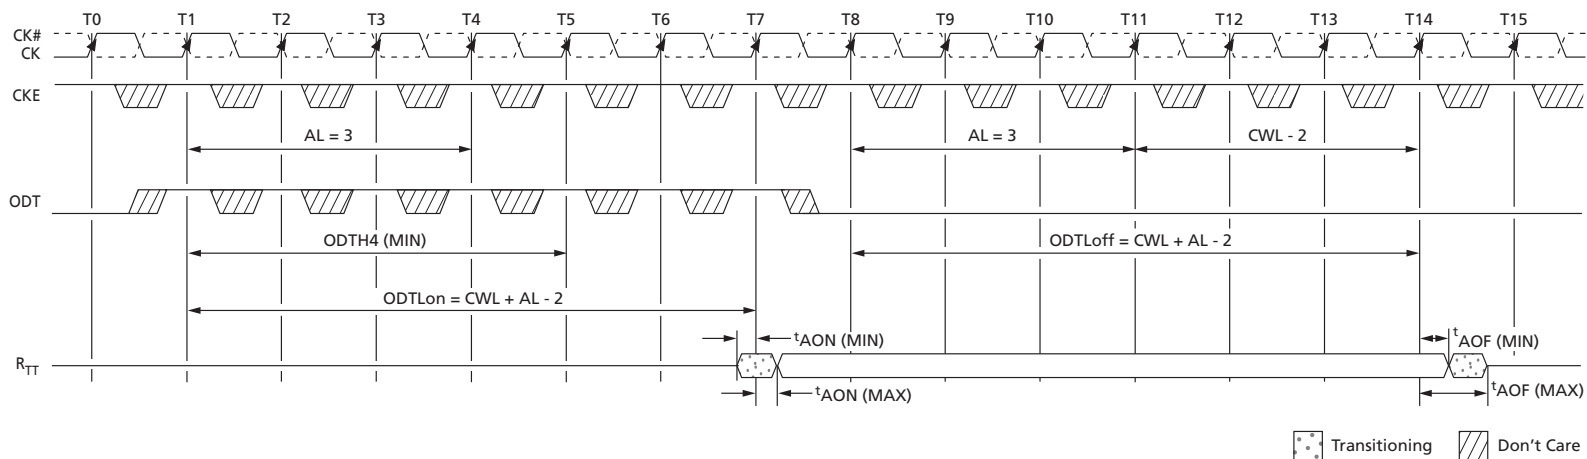 T0 T1 T2 T3 T4 T5 T6 T7 T8 T9 T10 T11 T12 T13 T14 T15
CK#
CK
CKE
AL = 3 AL = 3 CWL - 2
ODT
ODTH4 (MIN) ODTLoff = CWL + AL - 2
ODTLon = CWL + AL - 2
tAON (MIN) tAOF (MIN)
RTT
tAON (MAX) tAOF (MAX)
Transitioning Don't Care